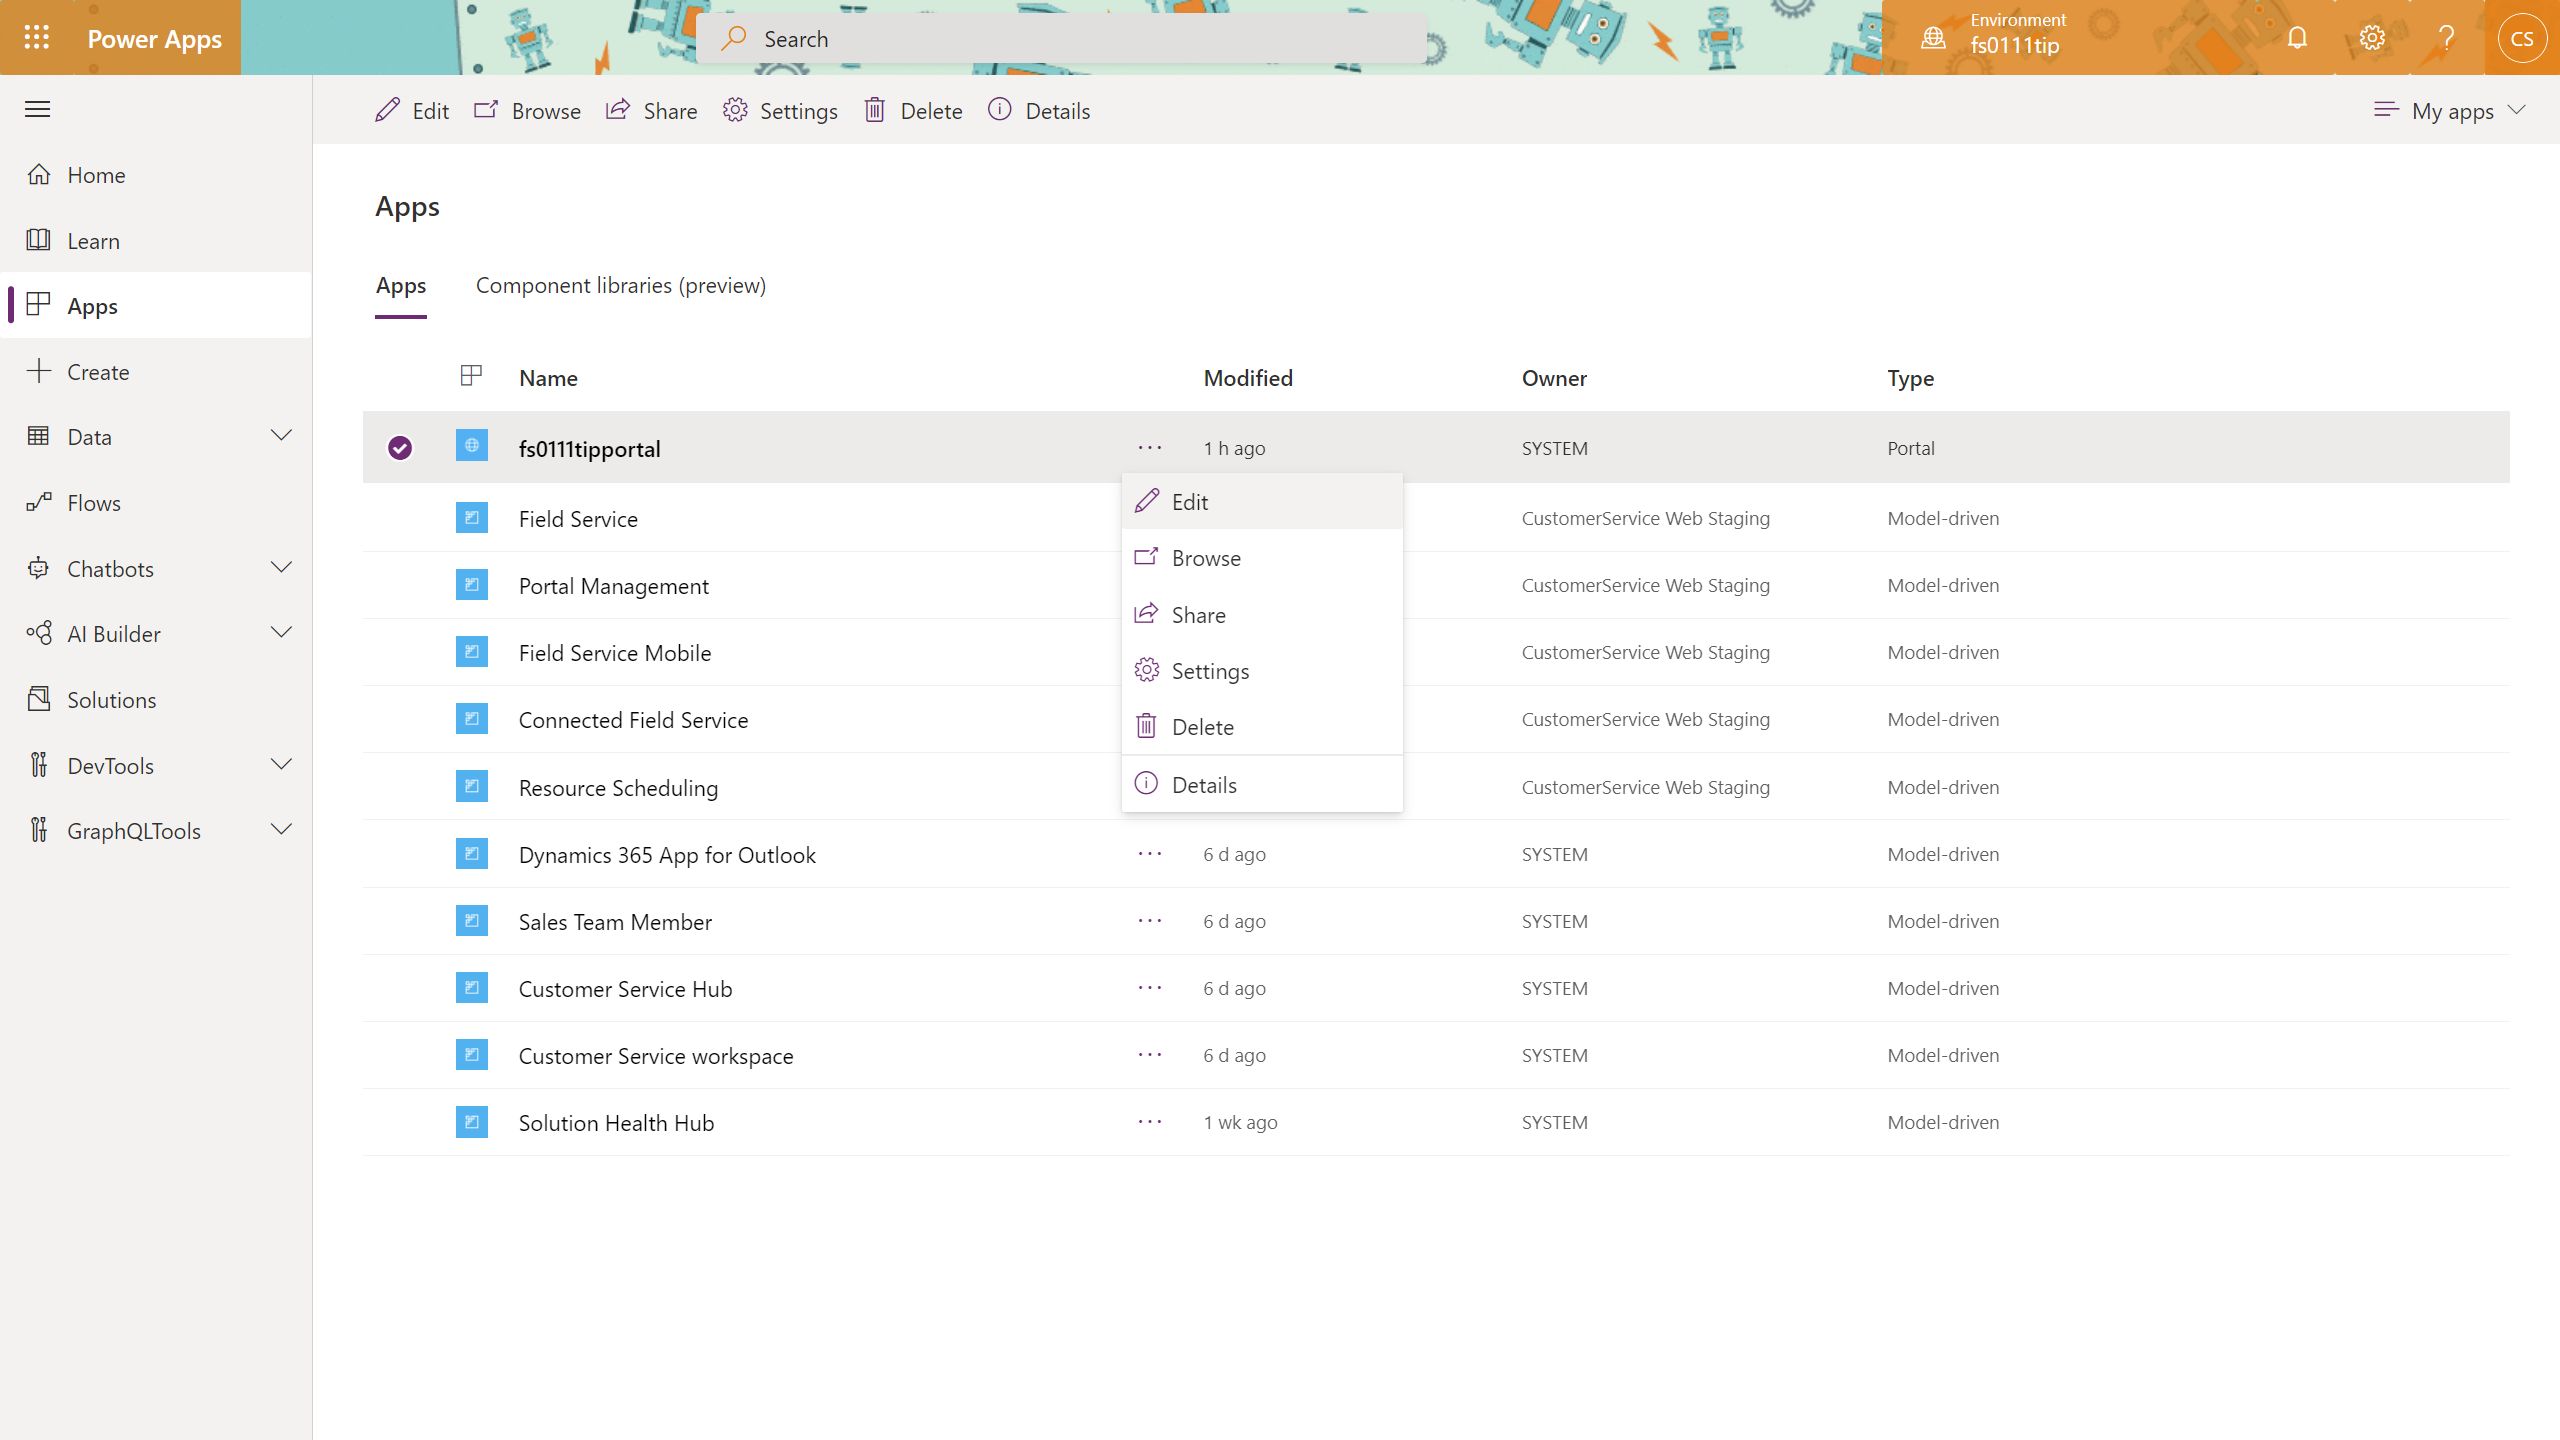 Power Apps
Search
Environment
fs0111tip
CS
Edit Browse Share Settings Delete Details
My apps
Home
Learn
Apps
Create
Data
Flows
Chatbots
AI Builder
Solutions
DevTools
GraphQLTools
Apps
Apps Component libraries (preview)
Name Modified Owner Type
fs0111tipportal ··· 1 h ago SYSTEM Portal
Field Service CustomerService Web Staging Model-driven
Portal Management CustomerService Web Staging Model-driven
Field Service Mobile CustomerService Web Staging Model-driven
Connected Field Service CustomerService Web Staging Model-driven
Resource Scheduling CustomerService Web Staging Model-driven
Dynamics 365 App for Outlook ··· 6 d ago SYSTEM Model-driven
Sales Team Member ··· 6 d ago SYSTEM Model-driven
Customer Service Hub ··· 6 d ago SYSTEM Model-driven
Customer Service workspace ··· 6 d ago SYSTEM Model-driven
Solution Health Hub ··· 1 wk ago SYSTEM Model-driven
Edit
Browse
Share
Settings
Delete
Details